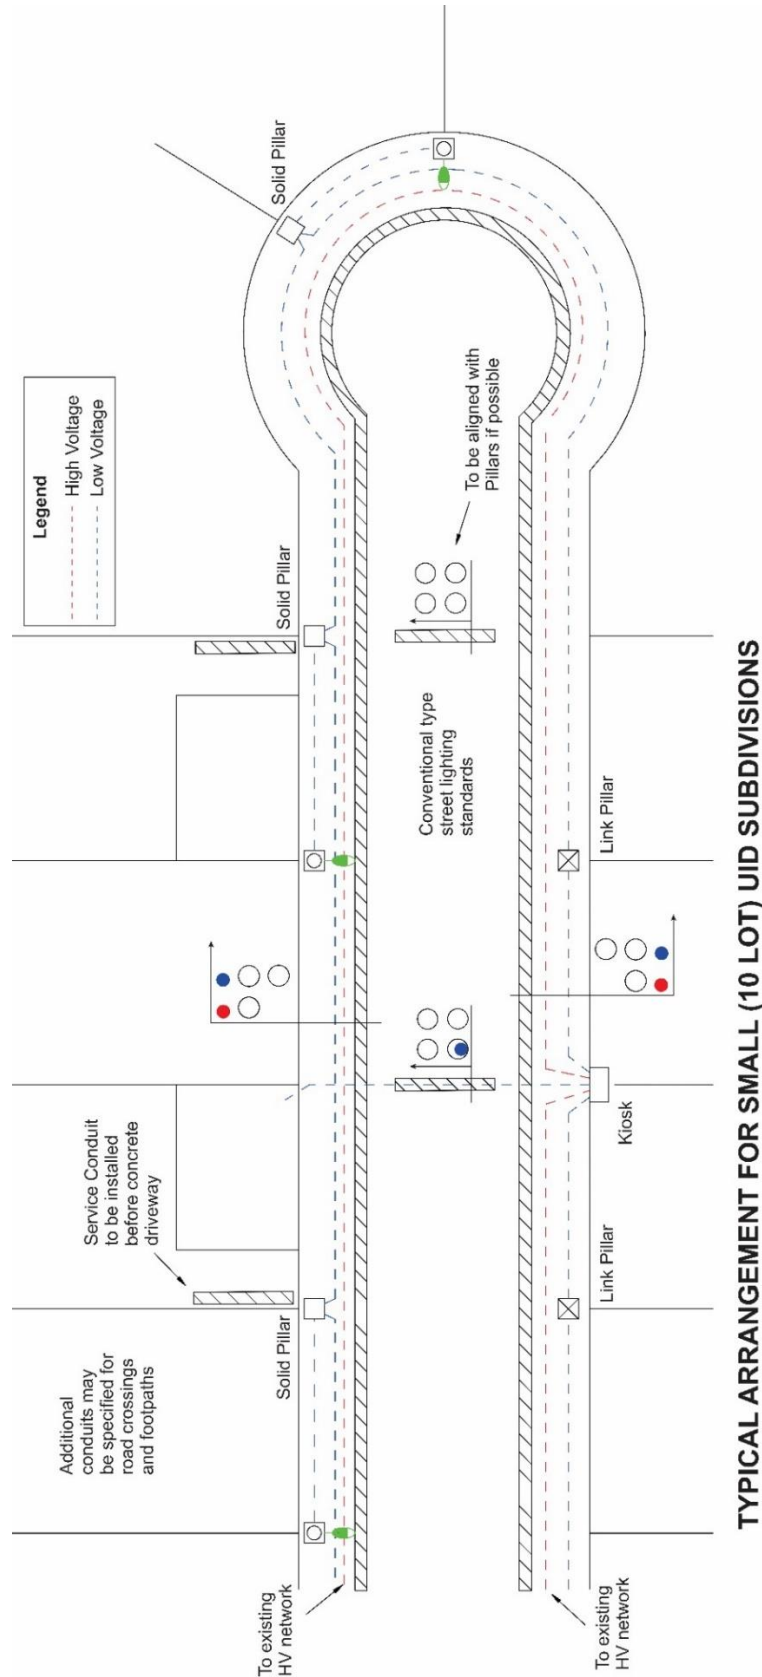 Legend
High Voltage
Low Voltage
Solid Pillar
Solid Pillar
To be aligned with
Pillars if possible
Conventional type
street lighting
standards
Link Pillar
Service Conduit
to be installed
before concrete
driveway
Kiosk
Additional
conduits may
be specified for
road crossings
and footpaths
Solid Pillar
Link Pillar
To existing
HV network
To existing
HV network
TYPICAL ARRANGEMENT FOR SMALL (10 LOT) UID SUBDIVISIONS